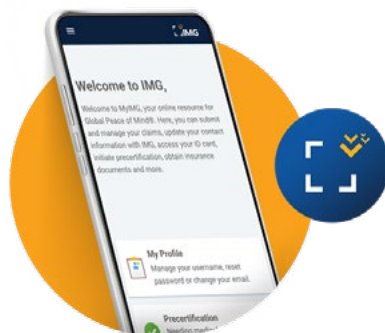 IMG
Welcome to IMG,
Welcome to MyIMG, your online resource for
Global Peace of Mind®. Here, you can submit
and manage your claims, update your contact
information with IMG, access your ID card,
initiate precertification, obtain insurance
documents and more.
My Profile
Manage your username, reset
password or change your email.
Precertification
Needing medical